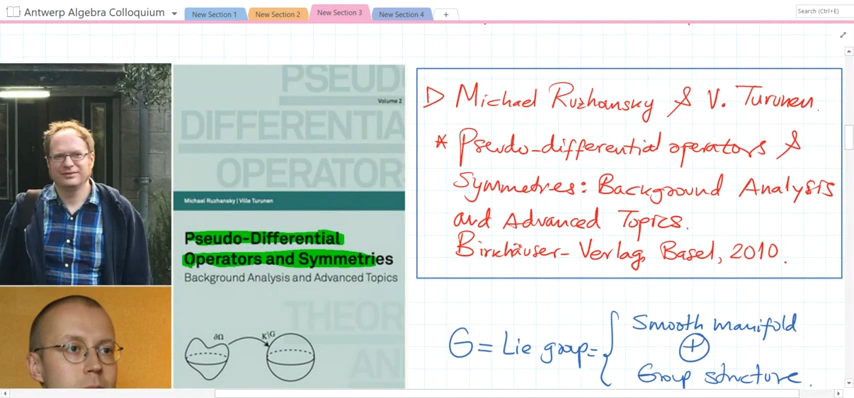 Antwerp Algebra Colloquium
New Section 1
New Section 2
New Section 3
New Section 4
+
Search (Ctrl+E)
PSEUDO
Volume 2
DIFFERENTIAL
OPERATOR
Michael Ruzhansky | Ville Turunen
Pseudo-Differential
Operators and Symmetries
Background Analysis and Advanced Topics
THEOR
AN
∂Ω
K\G
▷ Michael Ruzhansky & V. Turunen.
* Pseudo-differential operators &
Symmetres: Background Analysis
and Advanced Topics.
Birkhäuser-Verlag, Basel, 2010.
G = Lie group = { Smooth manifold
⊕
Group structure.